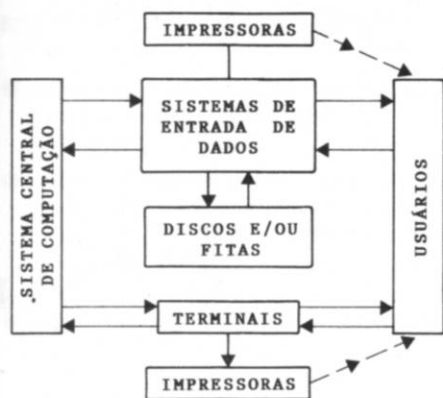 IMPRESSORAS
SISTEMAS DE
ENTRADA DE
DADOS
SISTEMA CENTRAL
DE COMPUTAÇÃO
USUÁRIOS
DISCOS E/OU
FITAS
TERMINAIS
IMPRESSORAS